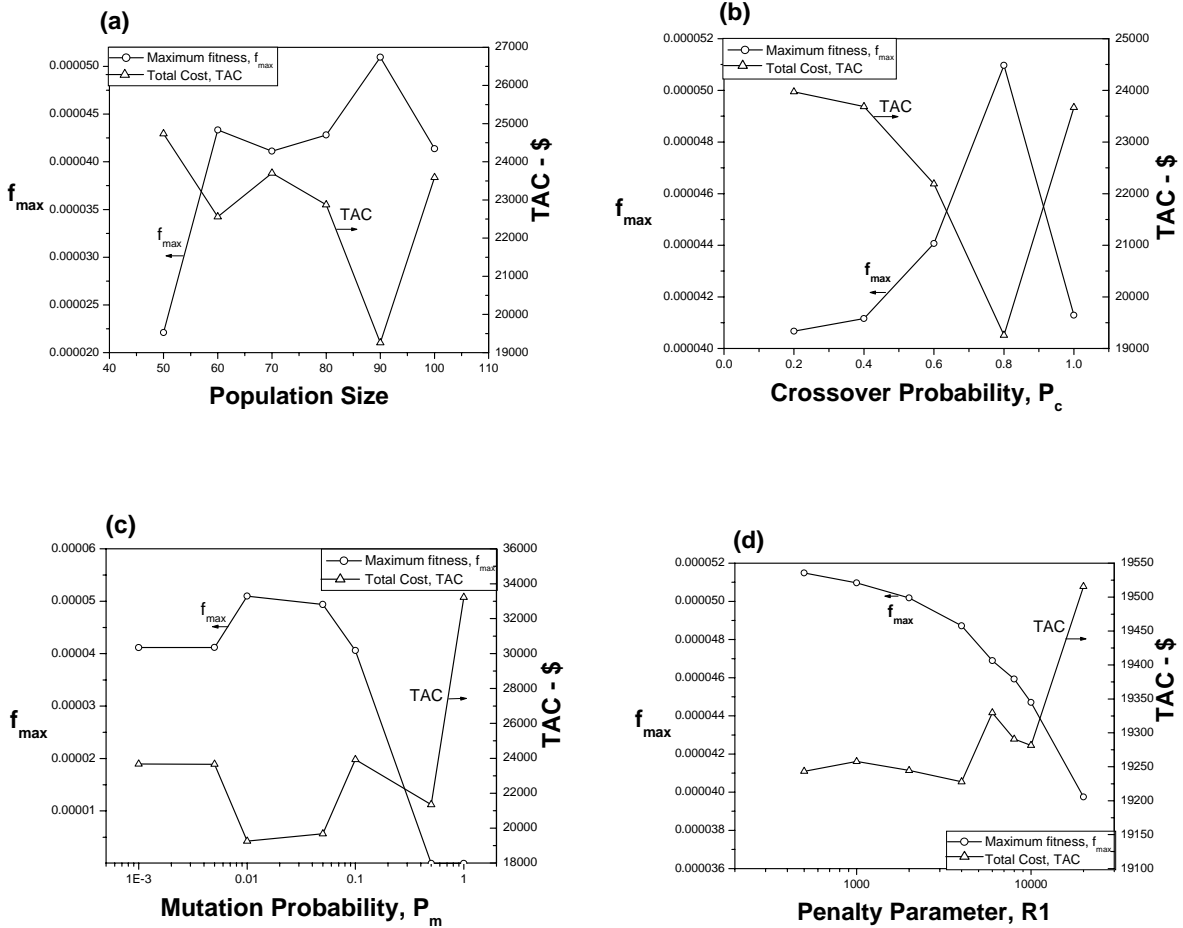 (a)
Maximum fitness, f_max
Total Cost, TAC
0.000050
0.000045
0.000040
0.000035
0.000030
0.000025
0.000020
f_max
f_max
TAC
27000
26000
25000
24000
23000
22000
21000
20000
19000
TAC - $
40 50 60 70 80 90 100 110
Population Size
(b)
Maximum fitness, f_max
Total Cost, TAC
0.000052
0.000050
0.000048
0.000046
0.000044
0.000042
0.000040
f_max
TAC
f_max
25000
24000
23000
22000
21000
20000
19000
TAC - $
0.0 0.2 0.4 0.6 0.8 1.0
Crossover Probability, P_c
(c)
Maximum fitness, f_max
Total Cost, TAC
0.00006
0.00005
0.00004
0.00003
0.00002
0.00001
f_max
f_max
TAC
36000
34000
32000
30000
28000
26000
24000
22000
20000
18000
TAC - $
1E-3 0.01 0.1 1
Mutation Probability, P_m
(d)
0.000052
0.000050
0.000048
0.000046
0.000044
0.000042
0.000040
0.000038
0.000036
f_max
f_max
TAC
19550
19500
19450
19400
19350
19300
19250
19200
19150
19100
TAC - $
Maximum fitness, f_max
Total Cost, TAC
1000 10000
Penalty Parameter, R1